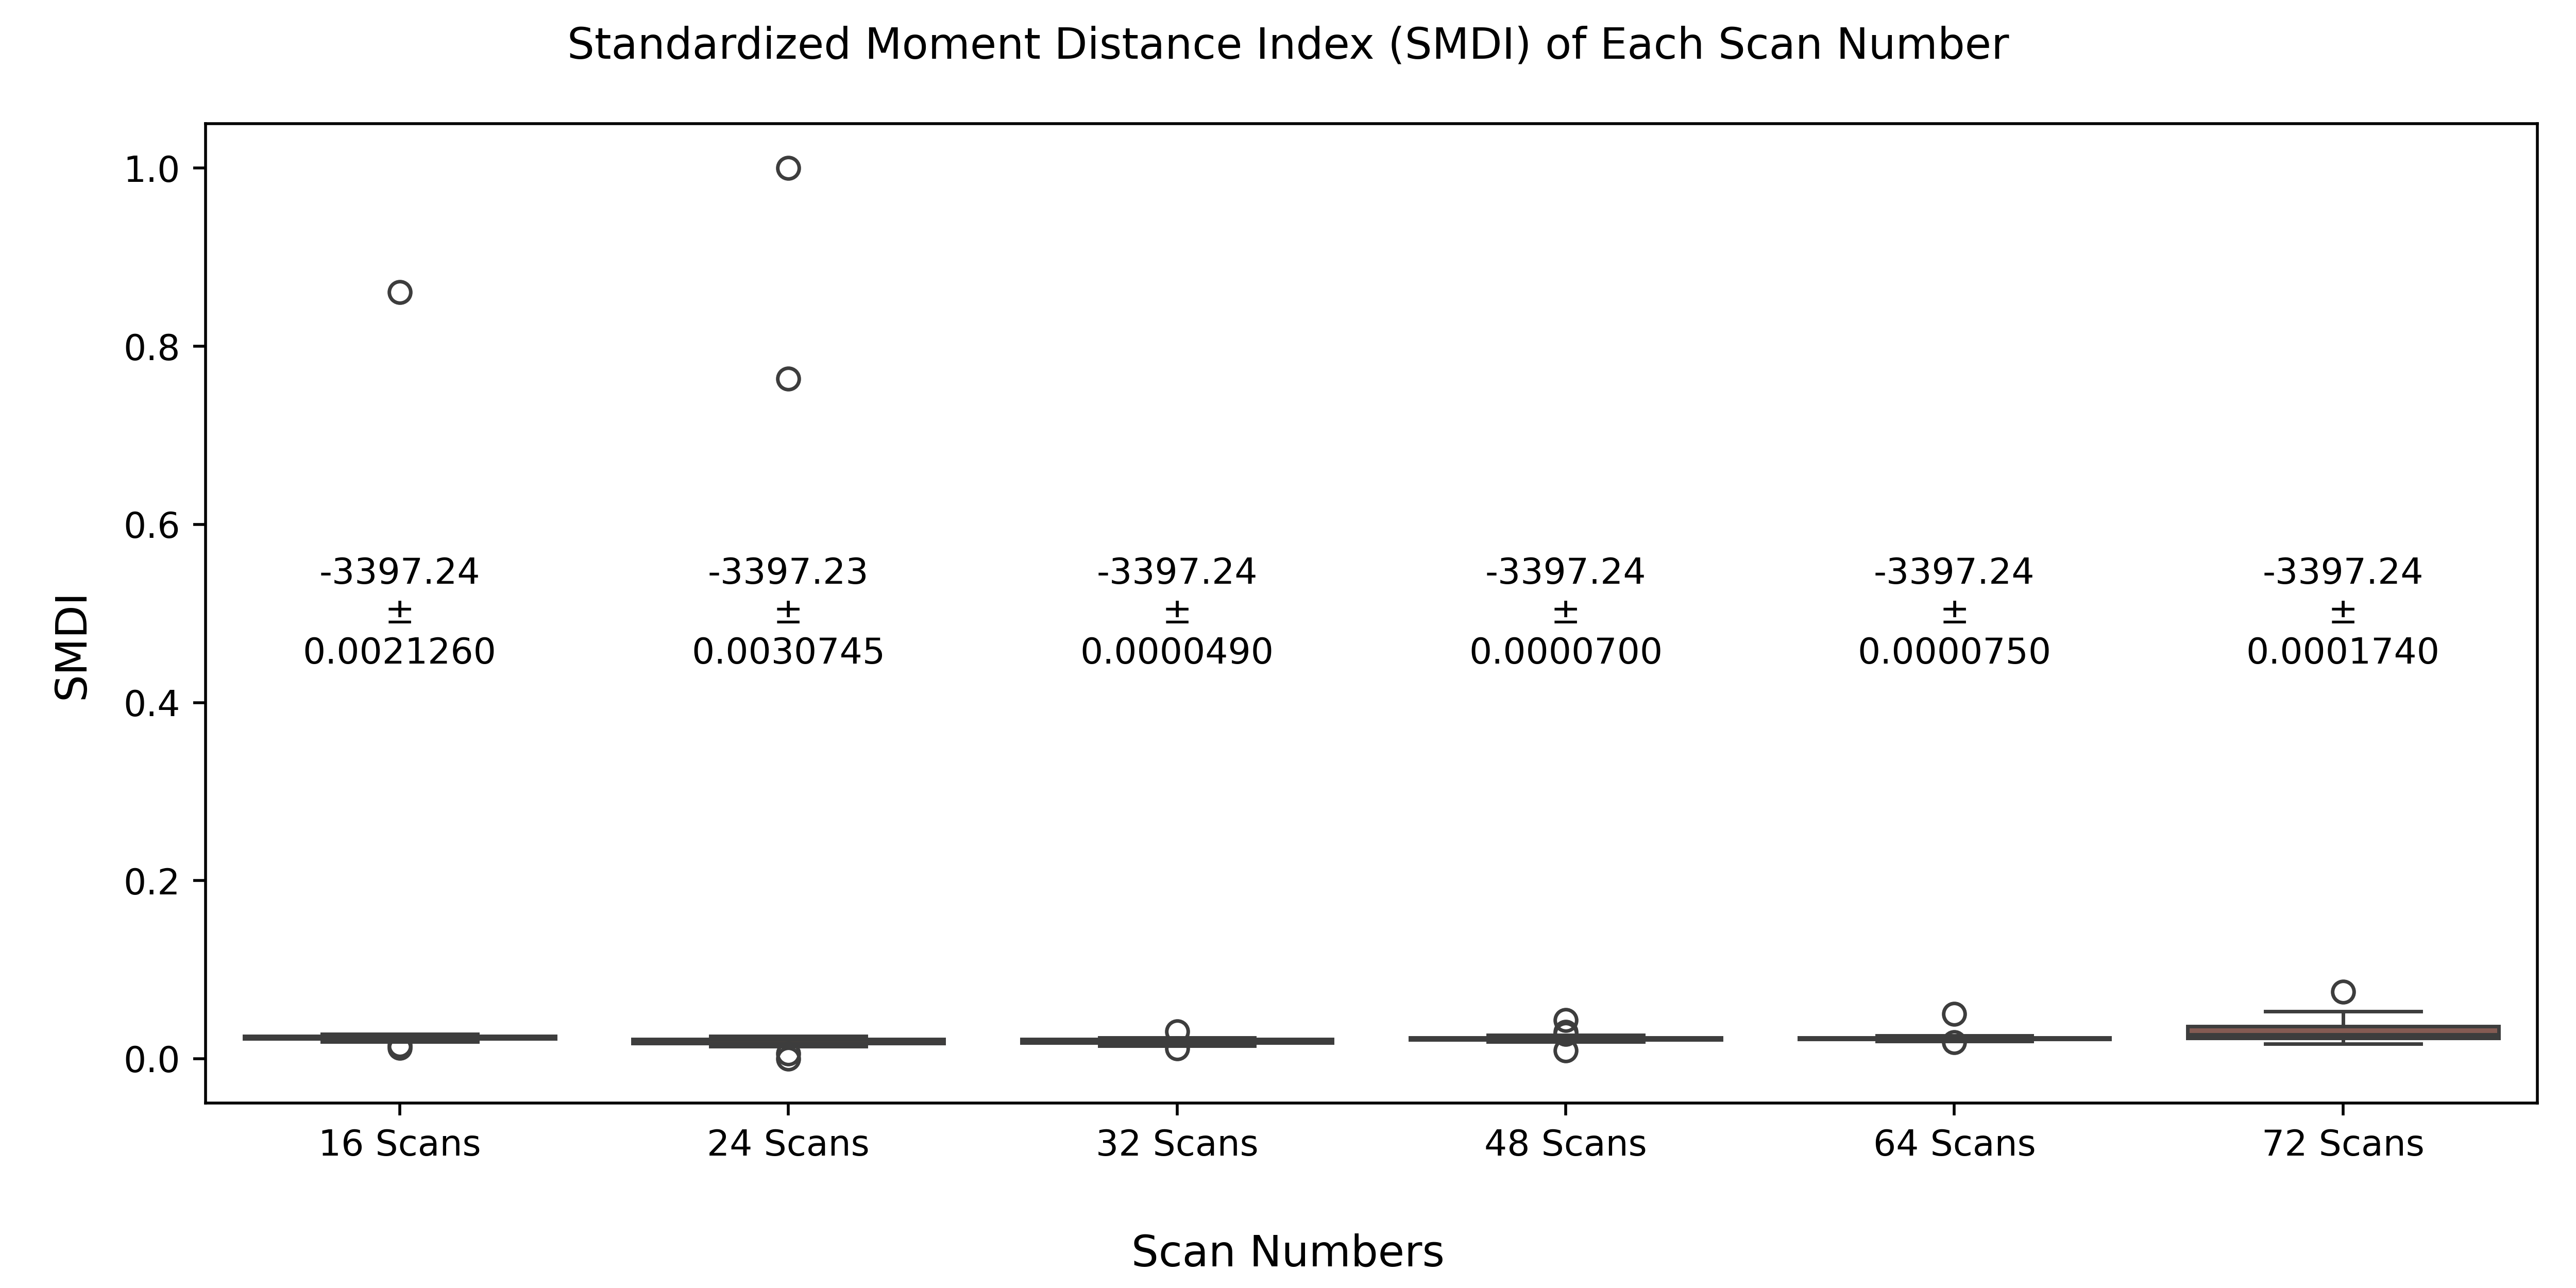 Standardized Moment Distance Index (SMDI) of Each Scan Number
SMDI
1.0
0.8
0.6
0.4
0.2
0.0
-3397.24
±
0.0021260
-3397.23
±
0.0030745
-3397.24
±
0.0000490
-3397.24
±
0.0000700
-3397.24
±
0.0000750
-3397.24
±
0.0001740
16 Scans
24 Scans
32 Scans
48 Scans
64 Scans
72 Scans
Scan Numbers